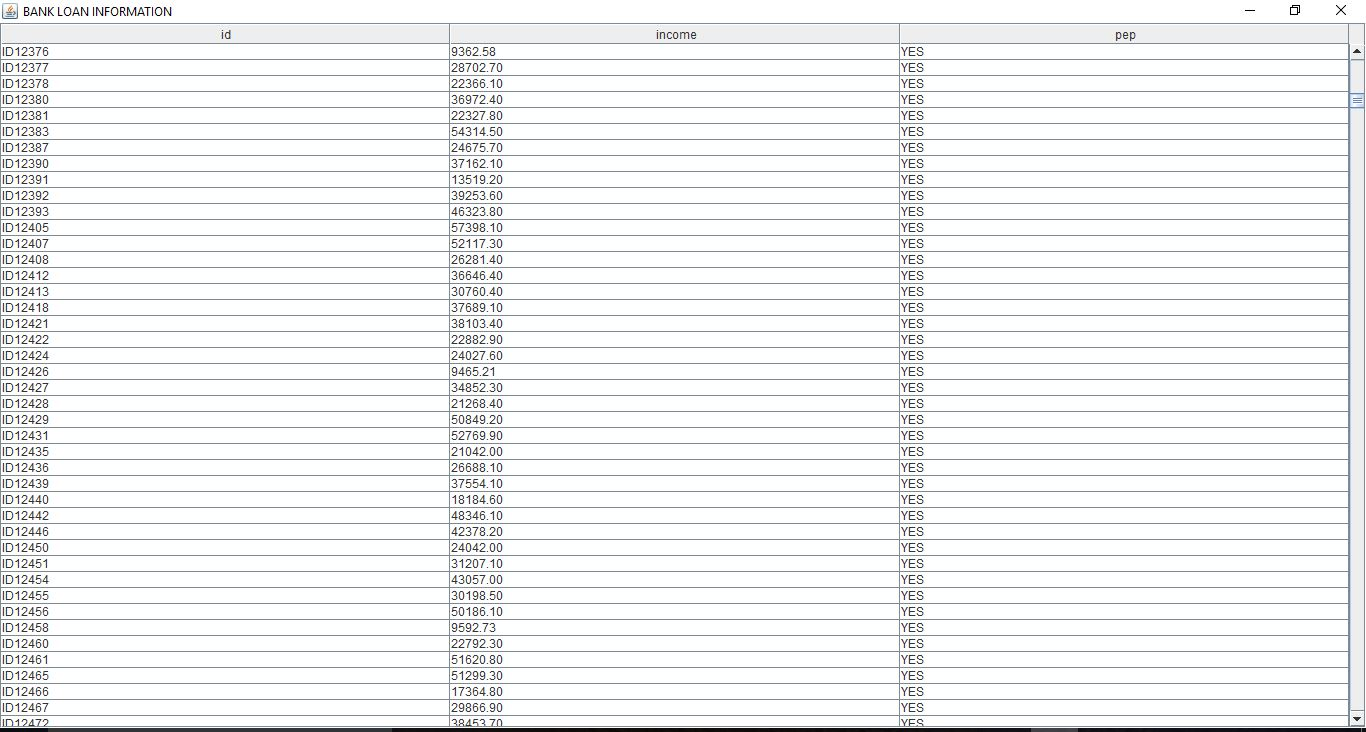 BANK LOAN INFORMATION
id income pep
ID12376 9362.58 YES
ID12377 28702.70 YES
ID12378 22366.10 YES
ID12380 36972.40 YES
ID12381 22327.80 YES
ID12383 54314.50 YES
ID12387 24675.70 YES
ID12390 37162.10 YES
ID12391 13519.20 YES
ID12392 39253.60 YES
ID12393 46323.80 YES
ID12405 57398.10 YES
ID12407 52117.30 YES
ID12408 26281.40 YES
ID12412 36646.40 YES
ID12413 30760.40 YES
ID12418 37689.10 YES
ID12421 38103.40 YES
ID12422 22882.90 YES
ID12424 24027.60 YES
ID12426 9465.21 YES
ID12427 34852.30 YES
ID12428 21268.40 YES
ID12429 50849.20 YES
ID12431 52769.90 YES
ID12435 21042.00 YES
ID12436 26688.10 YES
ID12439 37554.10 YES
ID12440 18184.60 YES
ID12442 48346.10 YES
ID12446 42378.20 YES
ID12450 24042.00 YES
ID12451 31207.10 YES
ID12454 43057.00 YES
ID12455 30198.50 YES
ID12456 50186.10 YES
ID12458 9592.73 YES
ID12460 22792.30 YES
ID12461 51620.80 YES
ID12465 51299.30 YES
ID12466 17364.80 YES
ID12467 29866.90 YES
ID12472 38453.70 YES